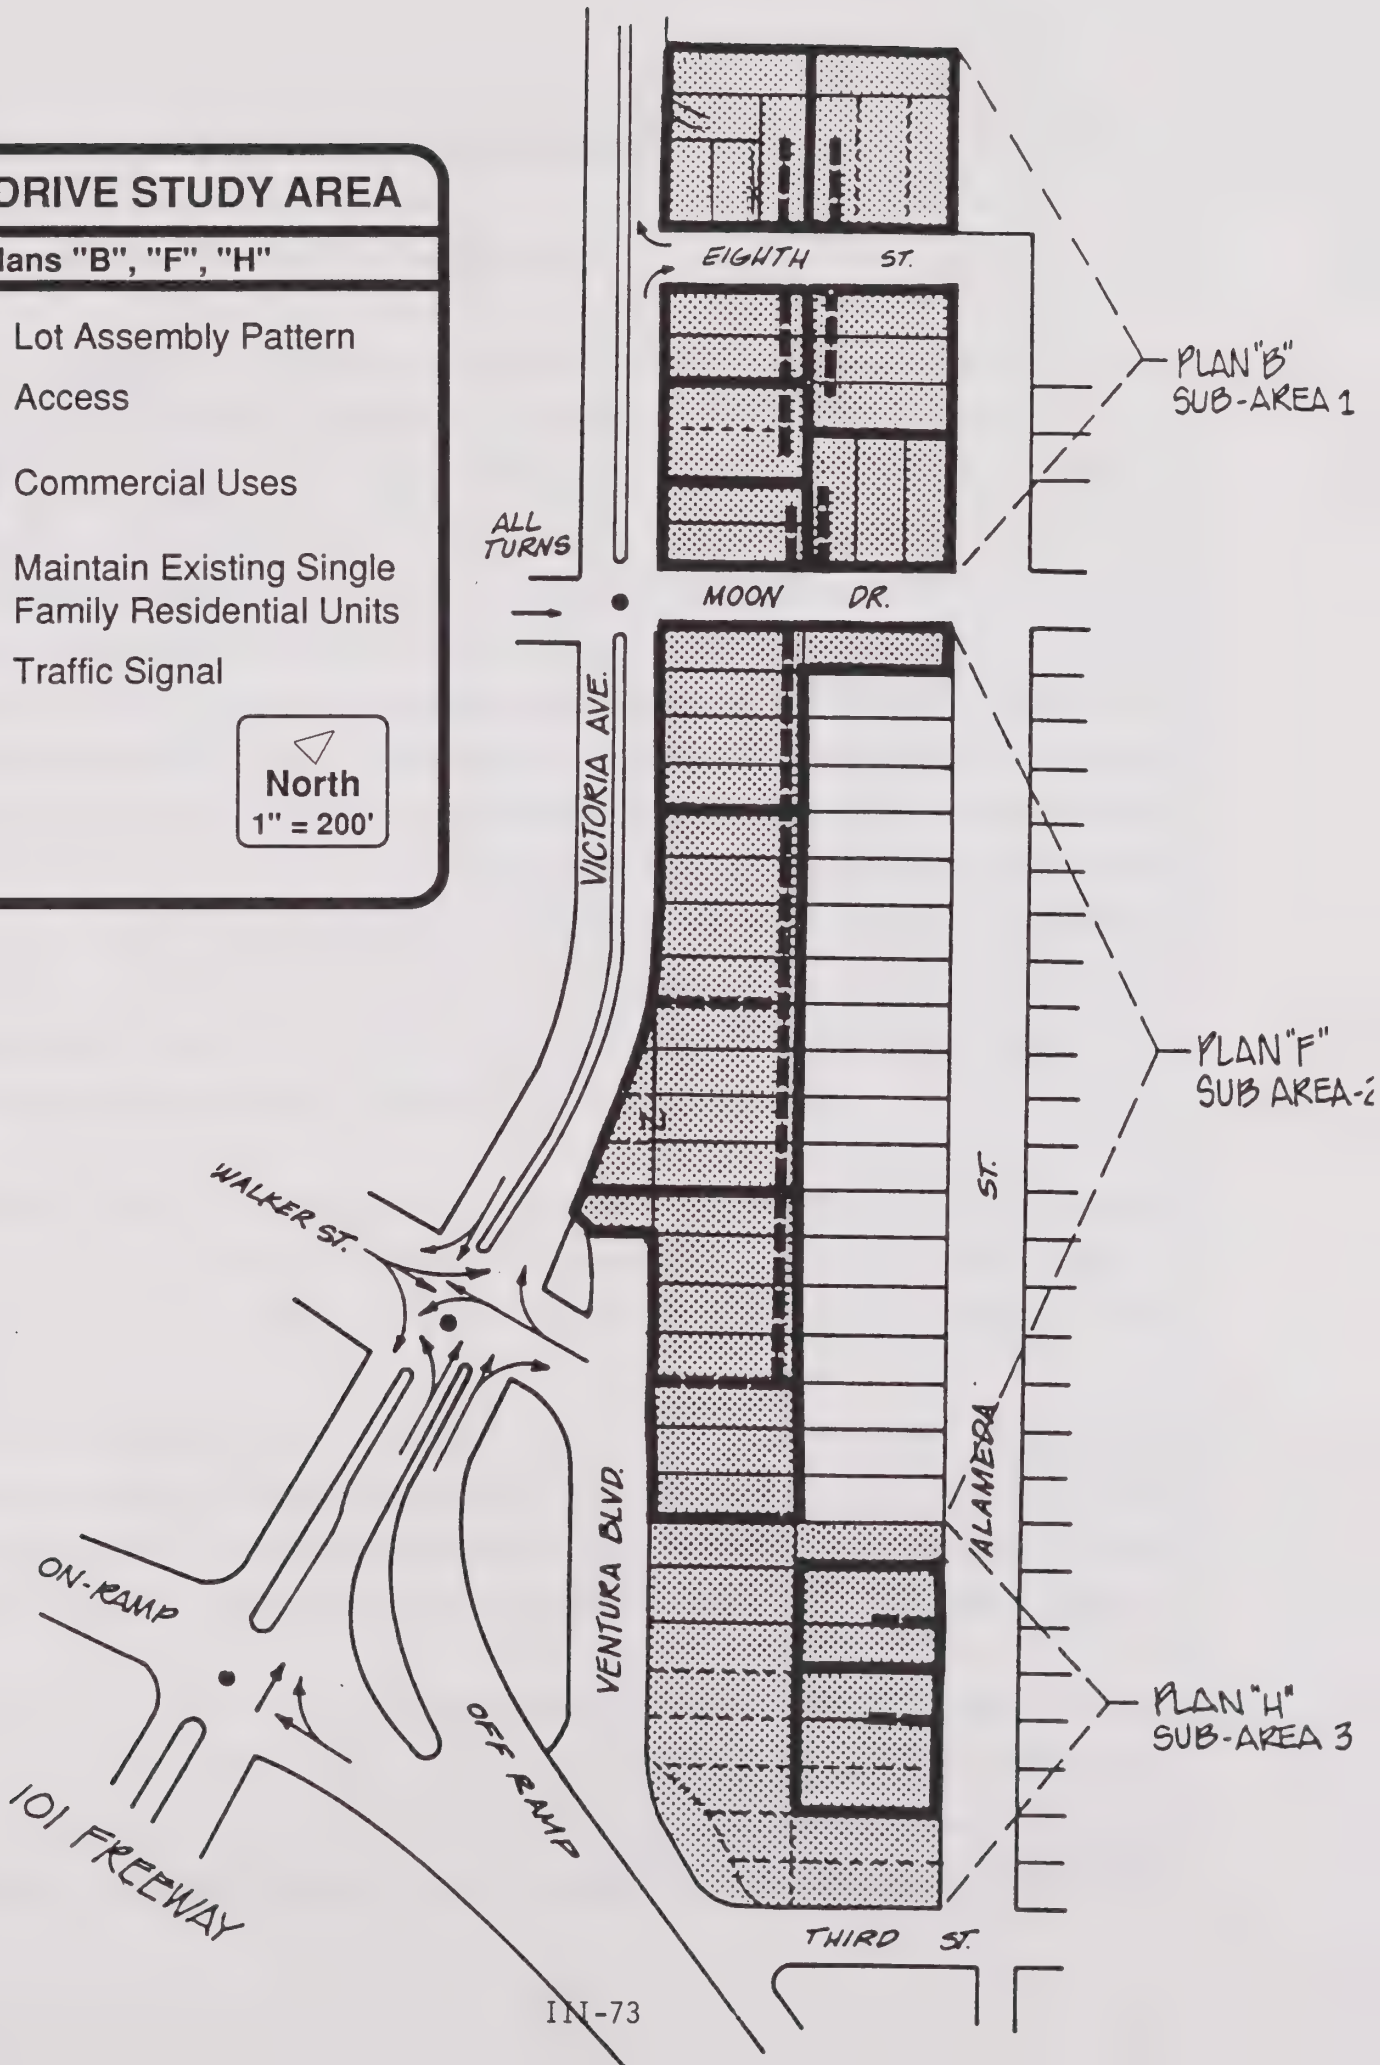 DRIVE STUDY AREA
lans "B", "F", "H"
Lot Assembly Pattern
Access
Commercial Uses
Maintain Existing Single
Family Residential Units
Traffic Signal
North
1" = 200'
EIGHTH ST.
PLAN "B"
SUB-AREA 1
ALL
TURNS
MOON DR.
VICTORIA AVE.
PLAN "F"
SUB AREA-2
WALKER ST.
ALAMEDA ST.
VENTURA BLVD.
ON-RAMP
OFF RAMP
PLAN "H"
SUB-AREA 3
101 FREEWAY
THIRD ST.
III-73